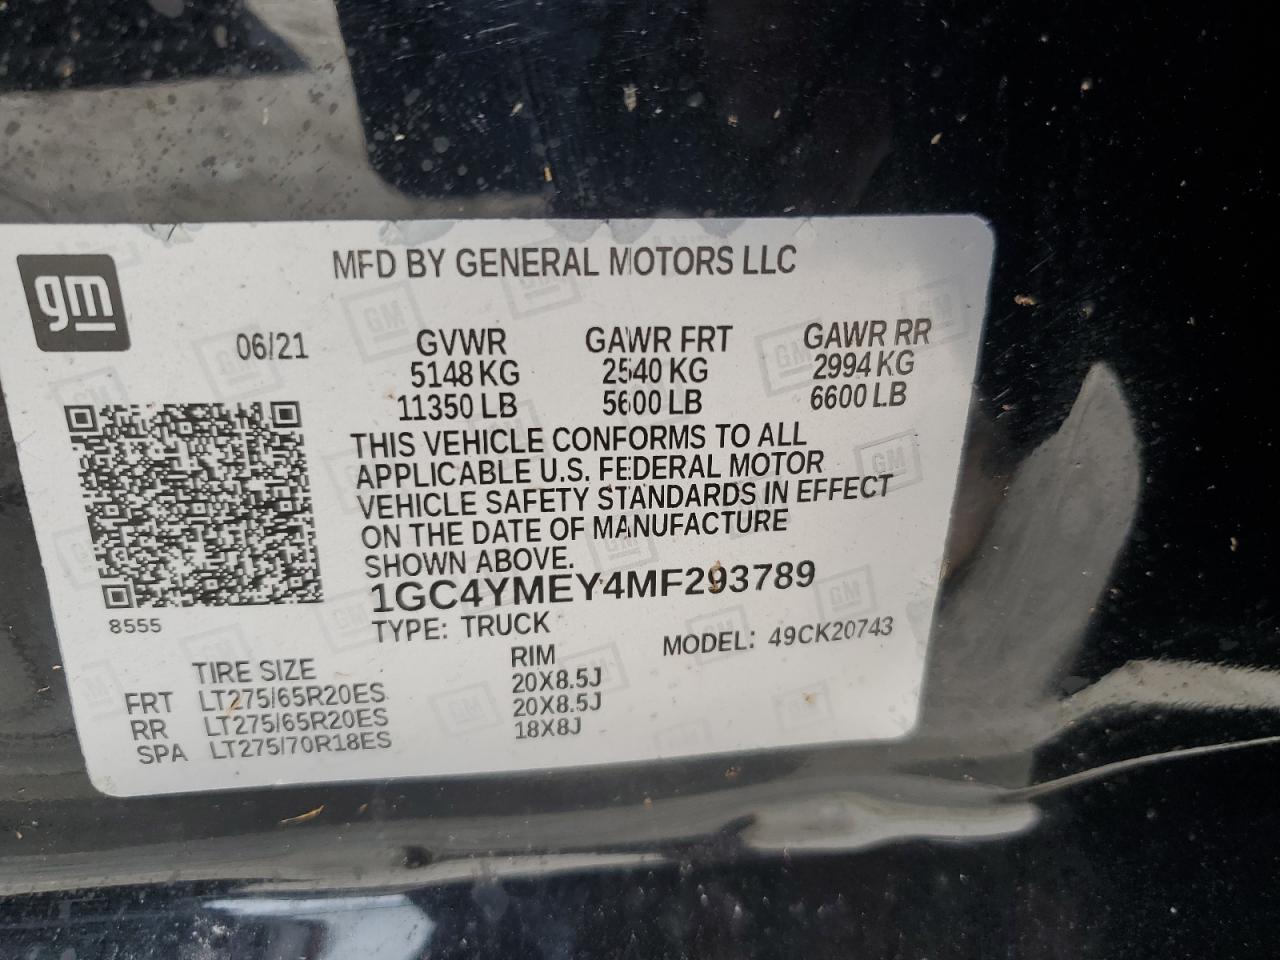 gm
MFD BY GENERAL MOTORS LLC
06/21 GVWR GAWR FRT GAWR RR
5148 KG 2540 KG 2994 KG
11350 LB 5600 LB 6600 LB
THIS VEHICLE CONFORMS TO ALL
APPLICABLE U.S. FEDERAL MOTOR
VEHICLE SAFETY STANDARDS IN EFFECT
ON THE DATE OF MANUFACTURE
SHOWN ABOVE.
1GC4YMEY4MF293789
8555
TYPE: TRUCK MODEL: 49CK20743
TIRE SIZE RIM
FRT LT275/65R20ES 20X8.5J
RR LT275/65R20ES 20X8.5J
SPA LT275/70R18ES 18X8J